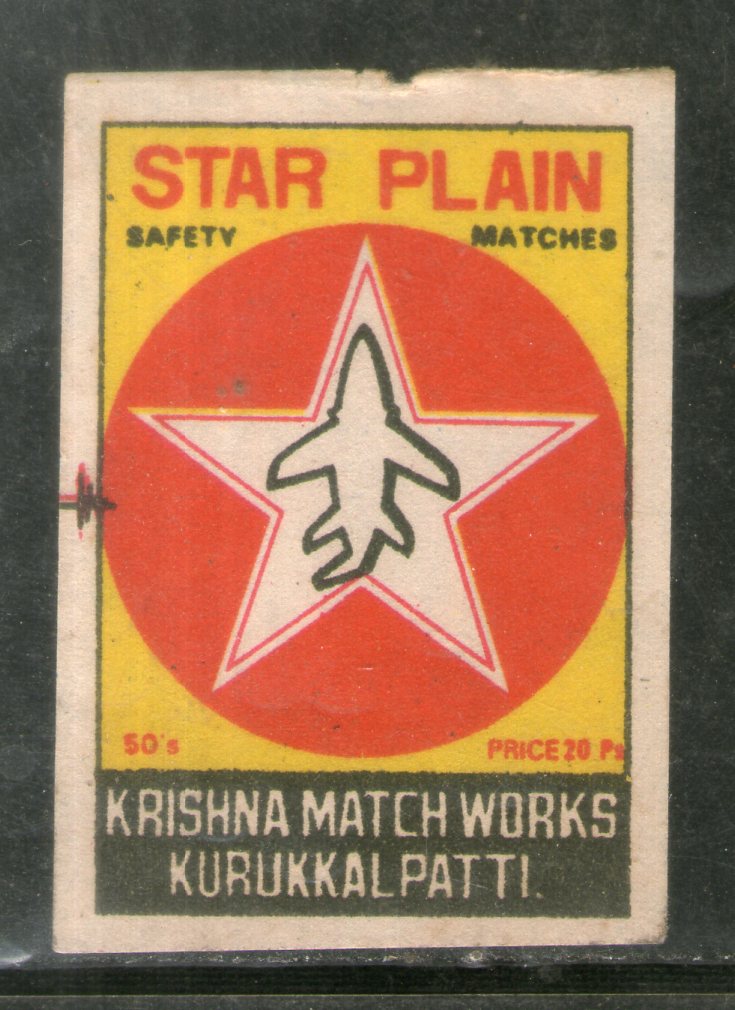 STAR PLAIN
SAFETY MATCHES
50's PRICE 20 Ps
KRISHNA MATCH WORKS
KURUKKALPATTI.